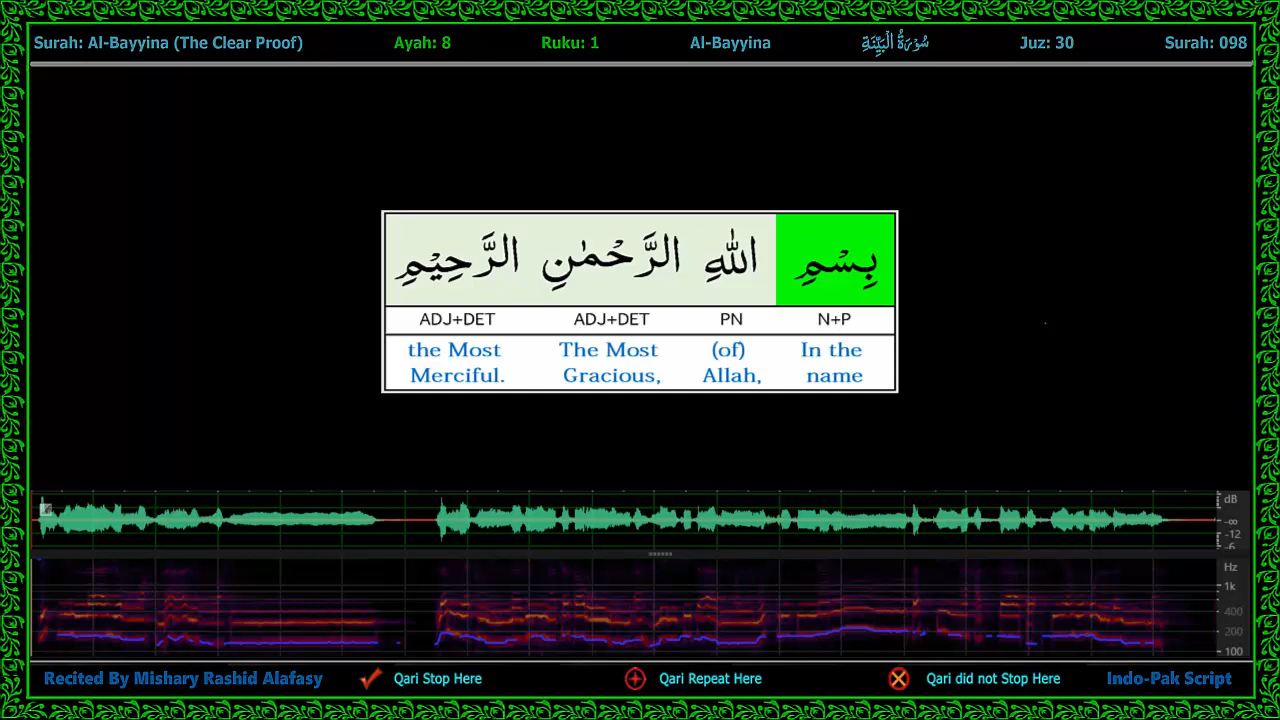 Surah: Al-Bayyina (The Clear Proof) Ayah: 8 Ruku: 1 Al-Bayyina سُوْرَةُ الْبَيِّنَةِ Juz: 30 Surah: 098
بِسْمِ اللّٰهِ الرَّحْمٰنِ الرَّحِيْمِ
ADJ+DET ADJ+DET PN N+P
the Most The Most (of) In the
Merciful. Gracious, Allah, name
dB
-∞
-12
-6
Hz
1k
400
200
100
Recited By Mishary Rashid Alafasy Qari Stop Here Qari Repeat Here Qari did not Stop Here Indo-Pak Script